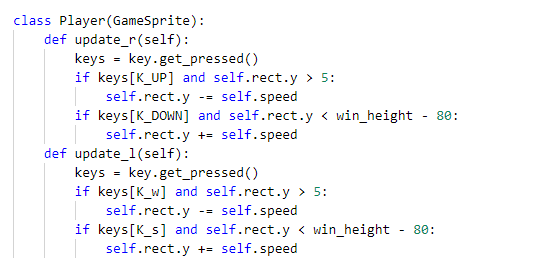 class Player(GameSprite):
    def update_r(self):
        keys = key.get_pressed()
        if keys[K_UP] and self.rect.y > 5:
            self.rect.y -= self.speed
        if keys[K_DOWN] and self.rect.y < win_height - 80:
            self.rect.y += self.speed
    def update_l(self):
        keys = key.get_pressed()
        if keys[K_w] and self.rect.y > 5:
            self.rect.y -= self.speed
        if keys[K_s] and self.rect.y < win_height - 80:
            self.rect.y += self.speed